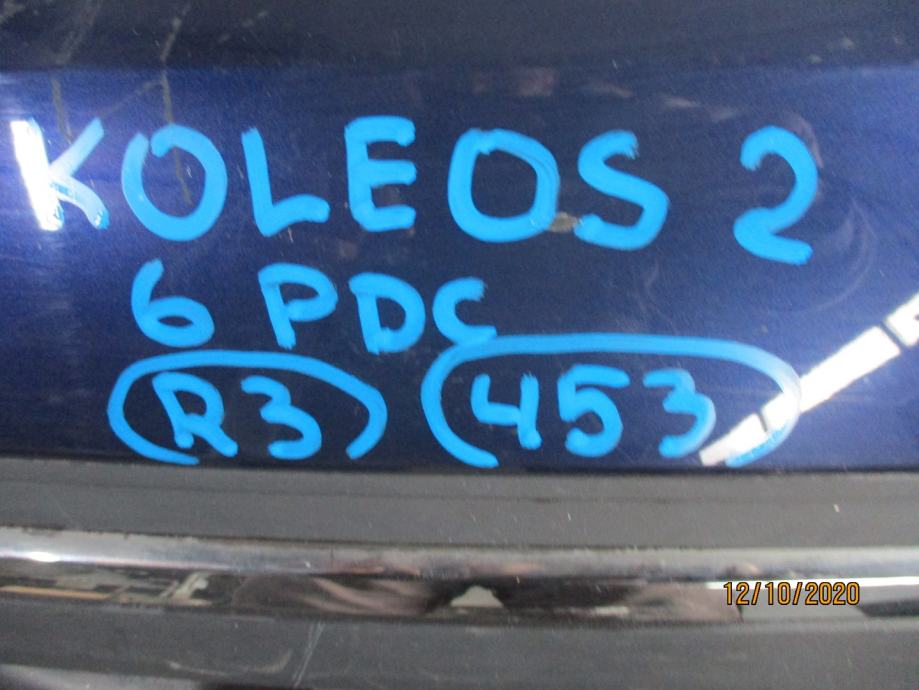 KOLEOS 2
6 PDC
R3 453
12/10/2020